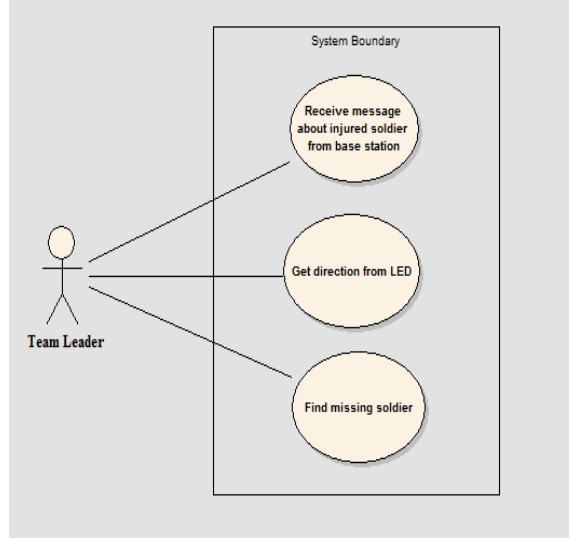 System Boundary
Receive message
about injured soldier
from base station
Get direction from LED
Team Leader
Find missing soldier